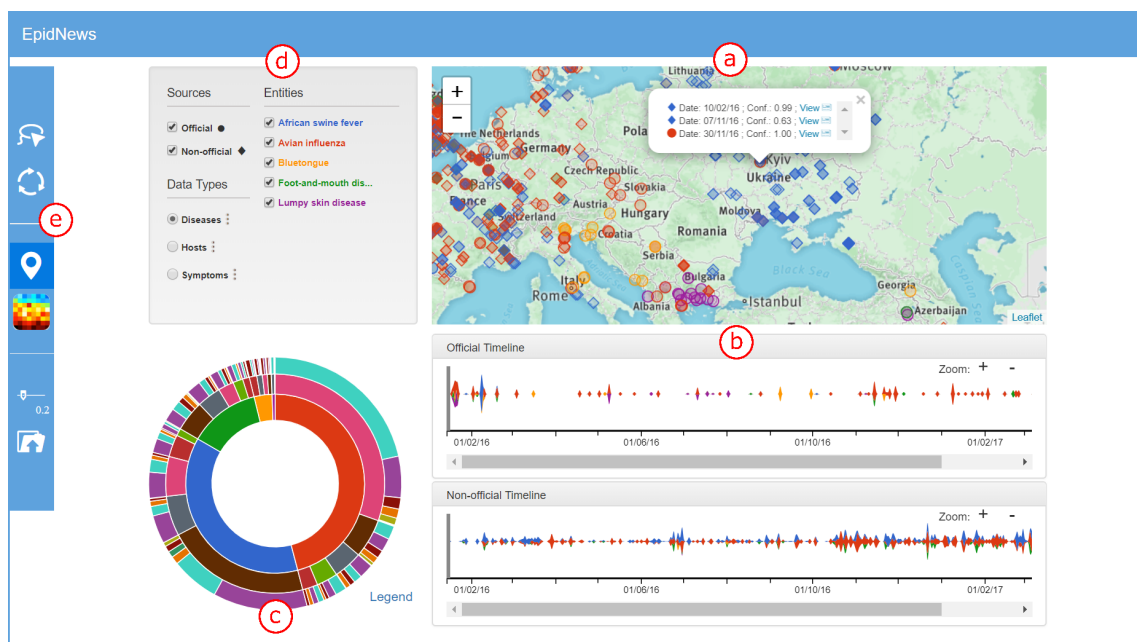 EpidNews
d
a
e
b
c
Sources
Official
Non-official
Data Types
Diseases
Hosts
Symptoms
Entities
African swine fever
Avian influenza
Bluetongue
Foot-and-mouth dis...
Lumpy skin disease
0.2
+
−
Lithuania
Moscow
Date: 10/02/16 ; Conf.: 0.99 ; View
Date: 07/11/16 ; Conf.: 0.63 ; View
Date: 30/11/16 ; Conf.: 1.00 ; View
×
The Netherlands
Belgium
Germany
Pola
Kyiv
Ukraine
Czech Republic
Paris
France
Slovakia
Austria
Hungary
Switzerland
Moldova
Croatia
Romania
Serbia
Italy
Rome
Bulgaria
Black Sea
Georgia
Caspian Sea
Albania
Istanbul
Azerbaijan
Leaflet
Official Timeline
Zoom: + -
01/02/16 01/06/16 01/10/16 01/02/17
Non-official Timeline
Zoom: + -
01/02/16 01/06/16 01/10/16 01/02/17
Legend